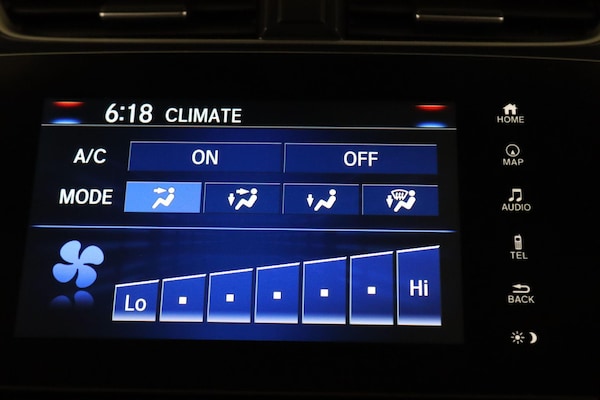 6:18 CLIMATE
A/C ON OFF
MODE
Lo Hi
HOME
MAP
AUDIO
TEL
BACK